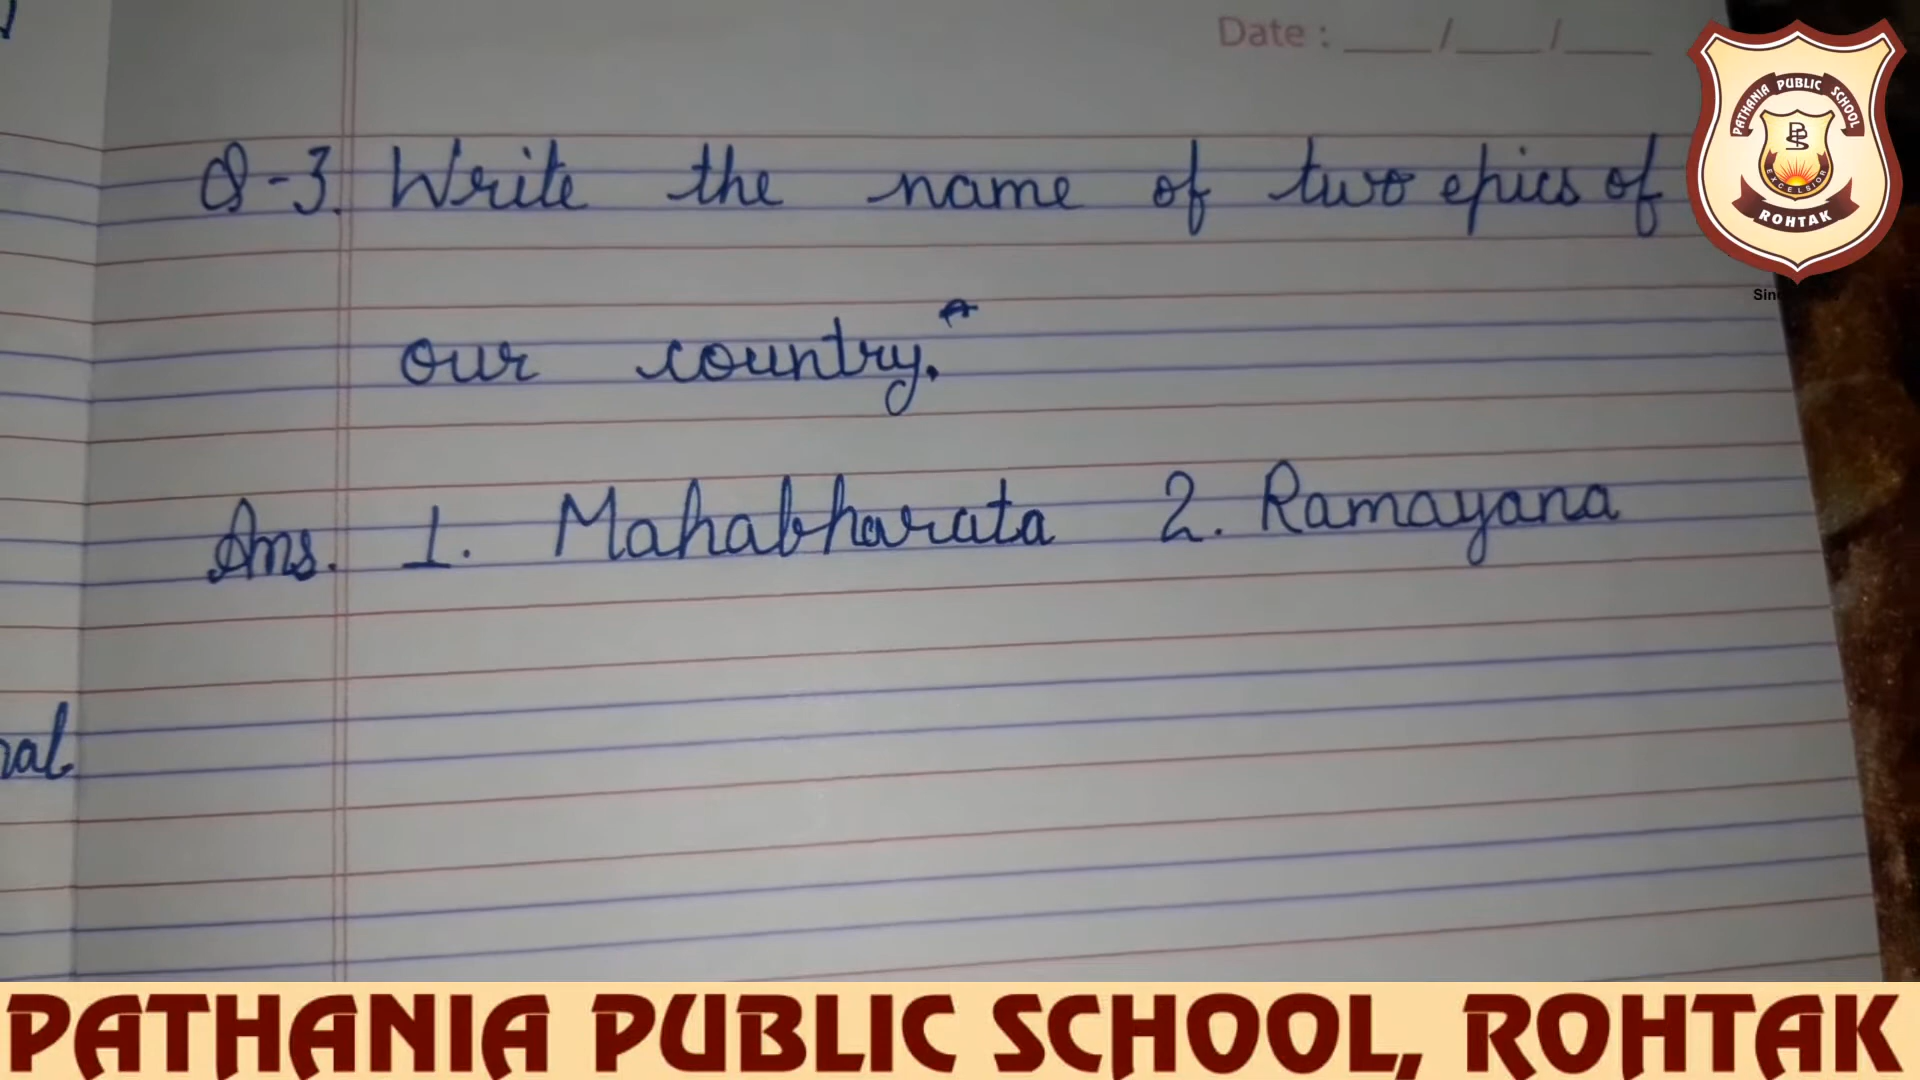 Date : ___/___/___
PATHANIA PUBLIC SCHOOL
EXCELSIOR
ROHTAK
Q-3. Write the name of two epics of
our country.
Ans. 1. Mahabharata 2. Ramayana
PATHANIA PUBLIC SCHOOL, ROHTAK